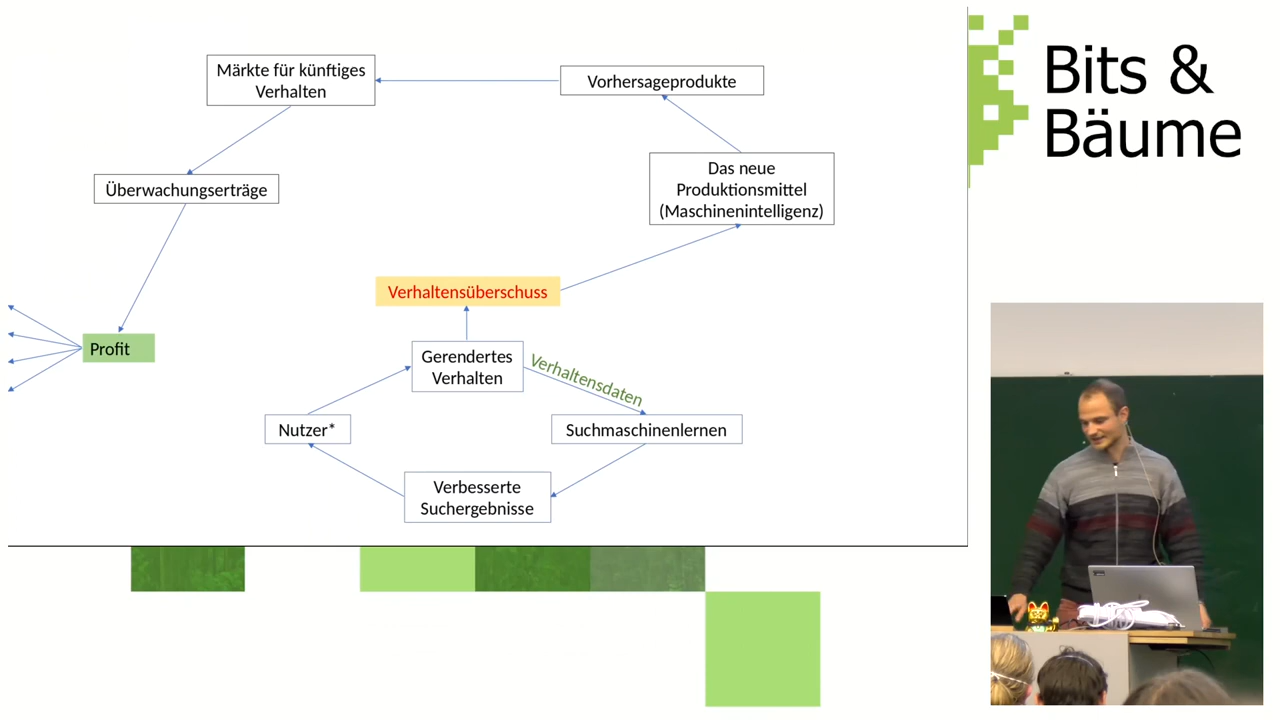 Märkte für künftiges
Verhalten
Vorhersageprodukte
Das neue
Produktionsmittel
(Maschinenintelligenz)
Überwachungserträge
Verhaltensüberschuss
Profit
Gerendertes
Verhalten
Verhaltensdaten
Nutzer*
Suchmaschinenlernen
Verbesserte
Suchergebnisse
Bits &
Bäume